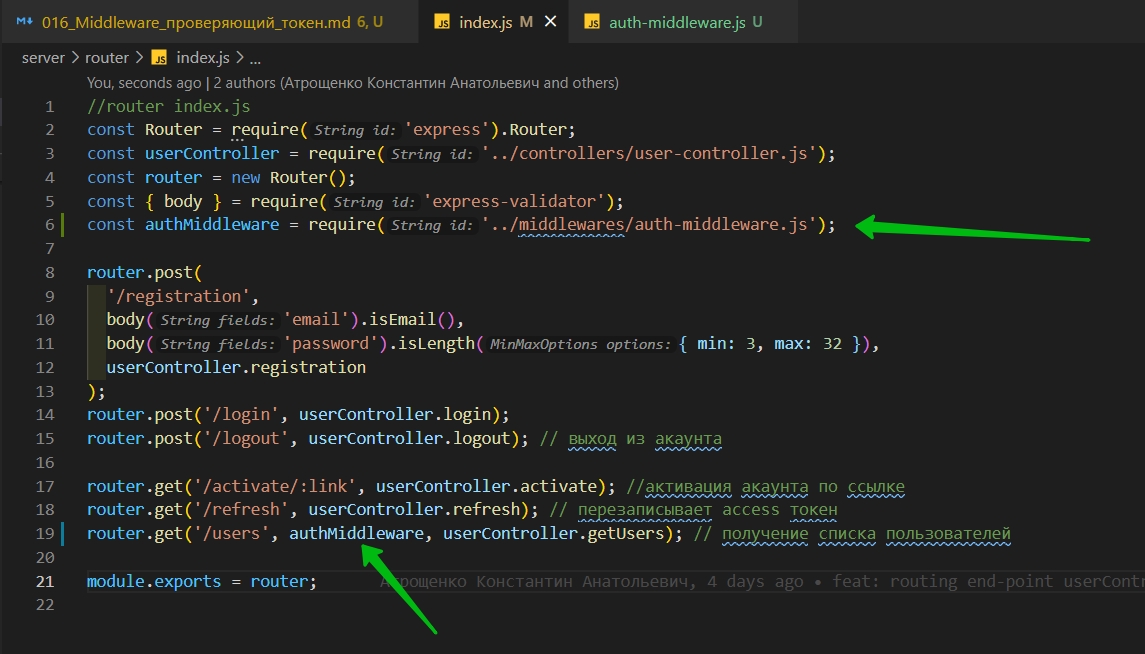 016_Middleware_проверяющий_токен.md 6, U JS index.js M JS auth-middleware.js U
server > router > JS index.js > ...
You, seconds ago | 2 authors (Атрощенко Константин Анатольевич and others)
1 //router index.js
2 const Router = require( String id: 'express').Router;
3 const userController = require( String id: '../controllers/user-controller.js');
4 const router = new Router();
5 const { body } = require( String id: 'express-validator');
6 const authMiddleware = require( String id: '../middlewares/auth-middleware.js');
7
8 router.post(
9 '/registration',
10 body( String fields: 'email').isEmail(),
11 body( String fields: 'password').isLength( MinMaxOptions options: { min: 3, max: 32 }),
12 userController.registration
13 );
14 router.post('/login', userController.login);
15 router.post('/logout', userController.logout); // выход из акаунта
16
17 router.get('/activate/:link', userController.activate); //активация акаунта по ссылке
18 router.get('/refresh', userController.refresh); // перезаписывает access токен
19 router.get('/users', authMiddleware, userController.getUsers); // получение списка пользователей
20
21 module.exports = router; Атрощенко Константин Анатольевич, 4 days ago • feat: routing end-point userContr
22